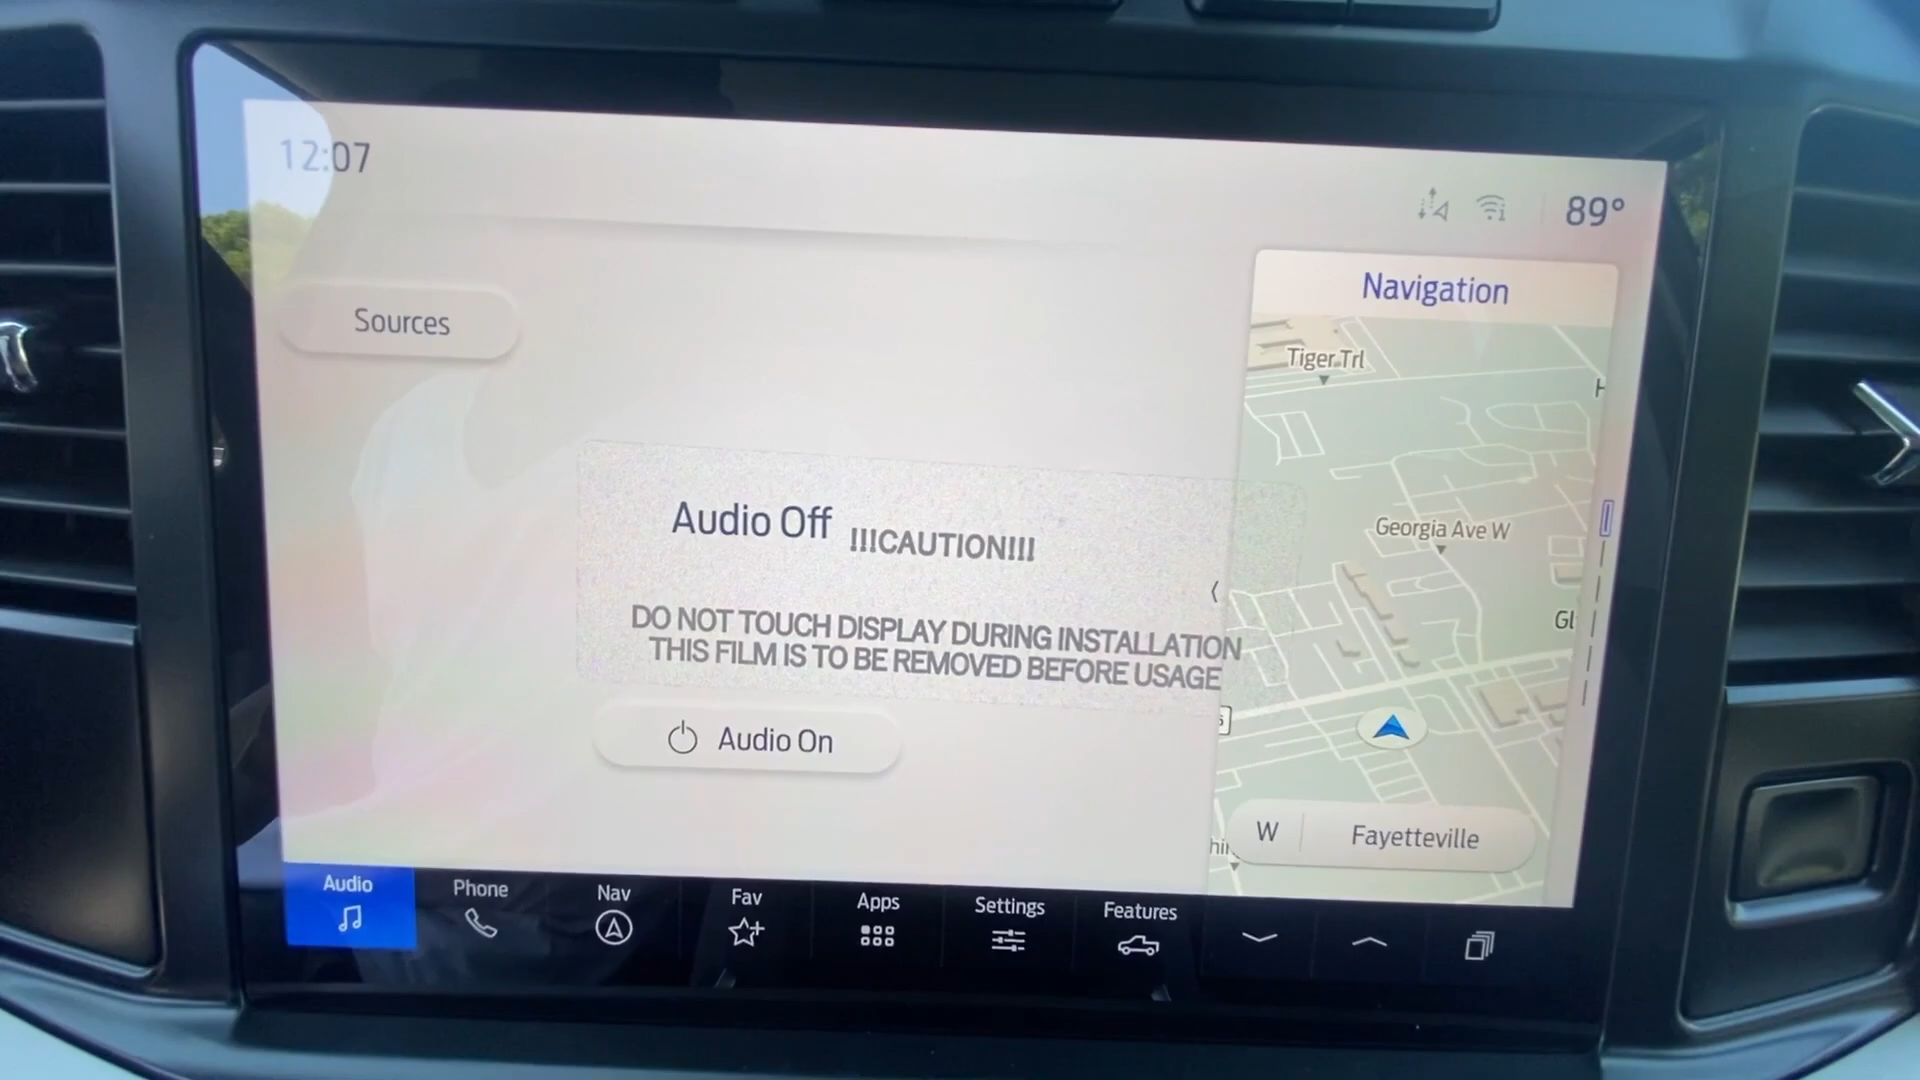 12:07
89°
Sources
Navigation
Tiger Trl
H
Georgia Ave W
Gl
Audio Off
!!!CAUTION!!!
DO NOT TOUCH DISPLAY DURING INSTALLATION
THIS FILM IS TO BE REMOVED BEFORE USAGE
Audio On
W
Fayetteville
Audio
Phone
Nav
Fav
Apps
Settings
Features